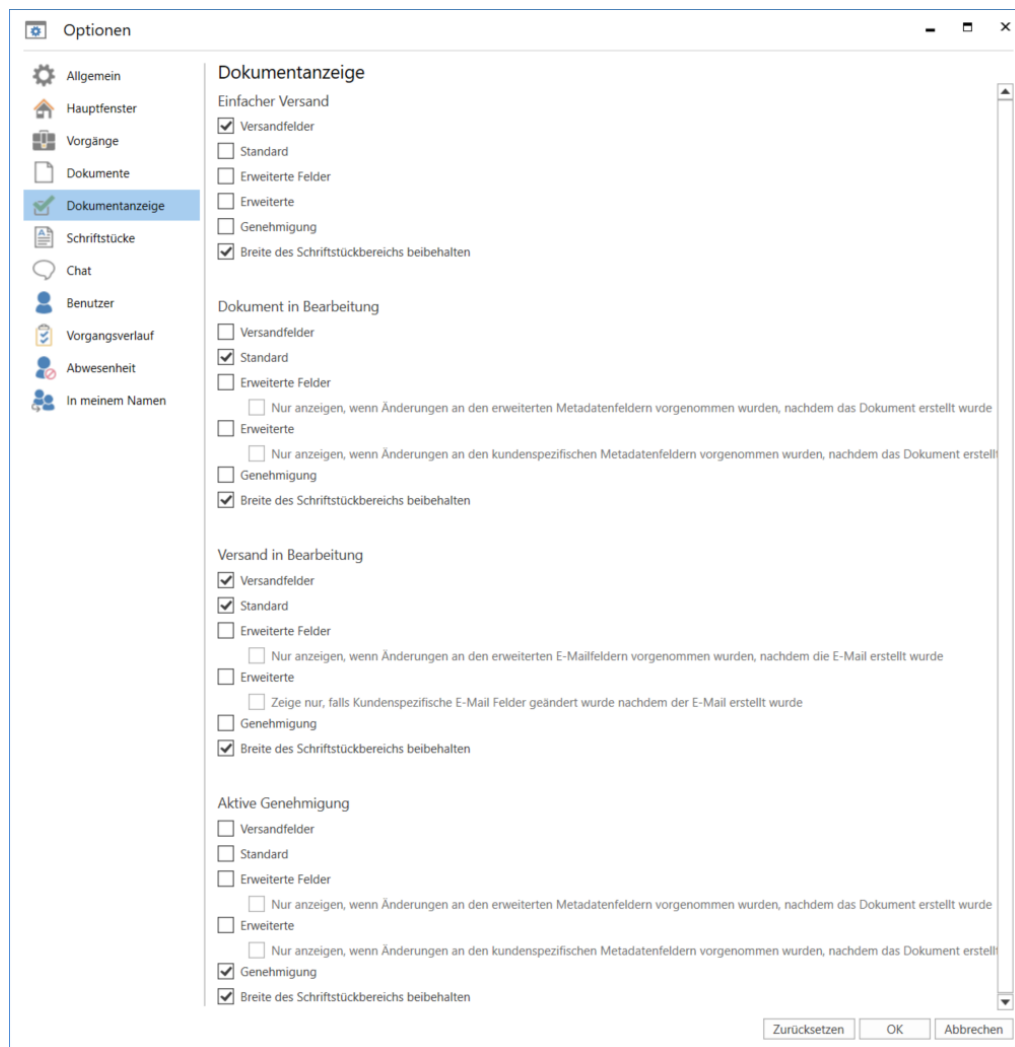 Optionen
Allgemein
Hauptfenster
Vorgänge
Dokumente
Dokumentanzeige
Schriftstücke
Chat
Benutzer
Vorgangsverlauf
Abwesenheit
In meinem Namen
Dokumentanzeige
Einfacher Versand
Versandfelder
Standard
Erweiterte Felder
Erweiterte
Genehmigung
Breite des Schriftstückbereichs beibehalten
Dokument in Bearbeitung
Versandfelder
Standard
Erweiterte Felder
Nur anzeigen, wenn Änderungen an den erweiterten Metadatenfeldern vorgenommen wurden, nachdem das Dokument erstellt wurde
Erweiterte
Nur anzeigen, wenn Änderungen an den kundenspezifischen Metadatenfeldern vorgenommen wurden, nachdem das Dokument erstellt
Genehmigung
Breite des Schriftstückbereichs beibehalten
Versand in Bearbeitung
Versandfelder
Standard
Erweiterte Felder
Nur anzeigen, wenn Änderungen an den erweiterten E-Mailfeldern vorgenommen wurden, nachdem die E-Mail erstellt wurde
Erweiterte
Zeige nur, falls Kundenspezifische E-Mail Felder geändert wurde nachdem der E-Mail erstellt wurde
Genehmigung
Breite des Schriftstückbereichs beibehalten
Aktive Genehmigung
Versandfelder
Standard
Erweiterte Felder
Nur anzeigen, wenn Änderungen an den erweiterten Metadatenfeldern vorgenommen wurden, nachdem das Dokument erstellt wurde
Erweiterte
Nur anzeigen, wenn Änderungen an den kundenspezifischen Metadatenfeldern vorgenommen wurden, nachdem das Dokument erstellt
Genehmigung
Breite des Schriftstückbereichs beibehalten
Zurücksetzen
OK
Abbrechen